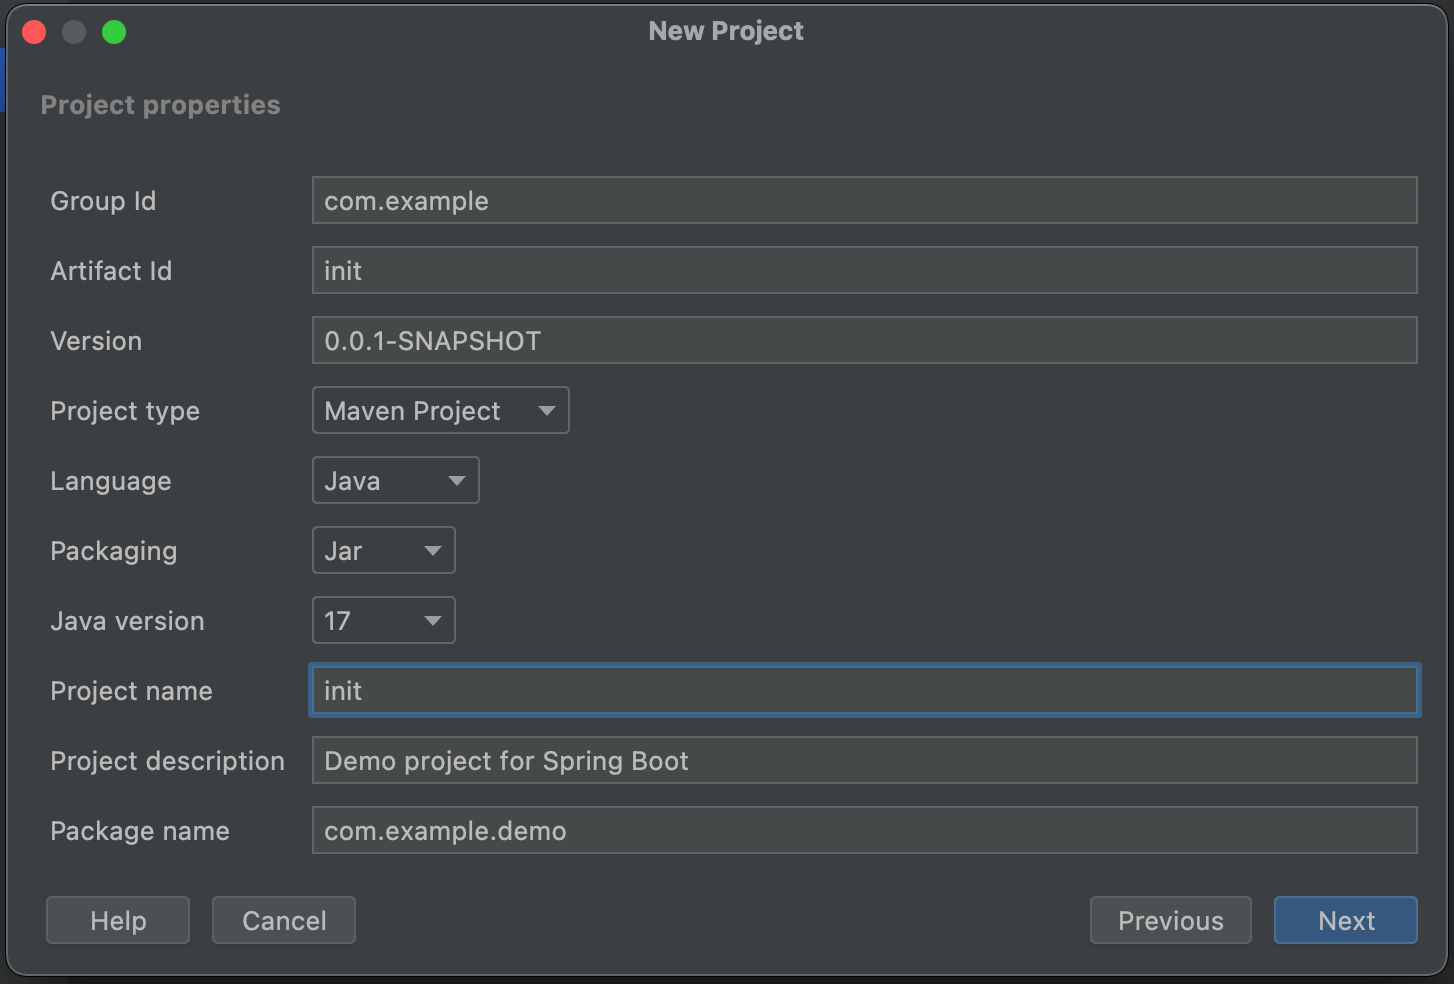 New Project
Project properties
Group Id com.example
Artifact Id init
Version 0.0.1-SNAPSHOT
Project type Maven Project
Language Java
Packaging Jar
Java version 17
Project name init
Project description Demo project for Spring Boot
Package name com.example.demo
Help Cancel Previous Next